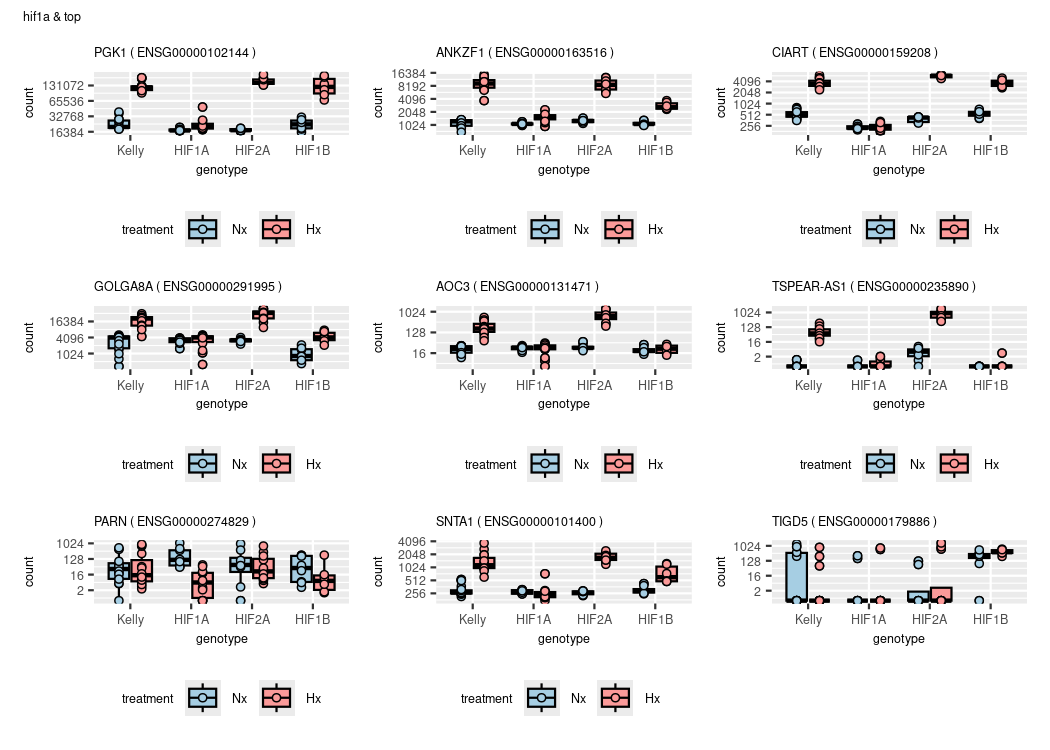 hif1a & top
PGK1 ( ENSG00000102144 )
ANKZF1 ( ENSG00000163516 )
CIART ( ENSG00000159208 )
count
131072
65536
32768
16384
Kelly HIF1A HIF2A HIF1B
genotype
count
16384
8192
4096
2048
1024
Kelly HIF1A HIF2A HIF1B
genotype
count
4096
2048
1024
512
256
Kelly HIF1A HIF2A HIF1B
genotype
treatment Nx Hx
treatment Nx Hx
treatment Nx Hx
GOLGA8A ( ENSG00000291995 )
AOC3 ( ENSG00000131471 )
TSPEAR-AS1 ( ENSG00000235890 )
count
16384
4096
1024
Kelly HIF1A HIF2A HIF1B
genotype
count
1024
128
16
Kelly HIF1A HIF2A HIF1B
genotype
count
1024
128
16
2
Kelly HIF1A HIF2A HIF1B
genotype
treatment Nx Hx
treatment Nx Hx
treatment Nx Hx
PARN ( ENSG00000274829 )
SNTA1 ( ENSG00000101400 )
TIGD5 ( ENSG00000179886 )
count
1024
128
16
2
Kelly HIF1A HIF2A HIF1B
genotype
count
4096
2048
1024
512
256
Kelly HIF1A HIF2A HIF1B
genotype
count
1024
128
16
2
Kelly HIF1A HIF2A HIF1B
genotype
treatment Nx Hx
treatment Nx Hx